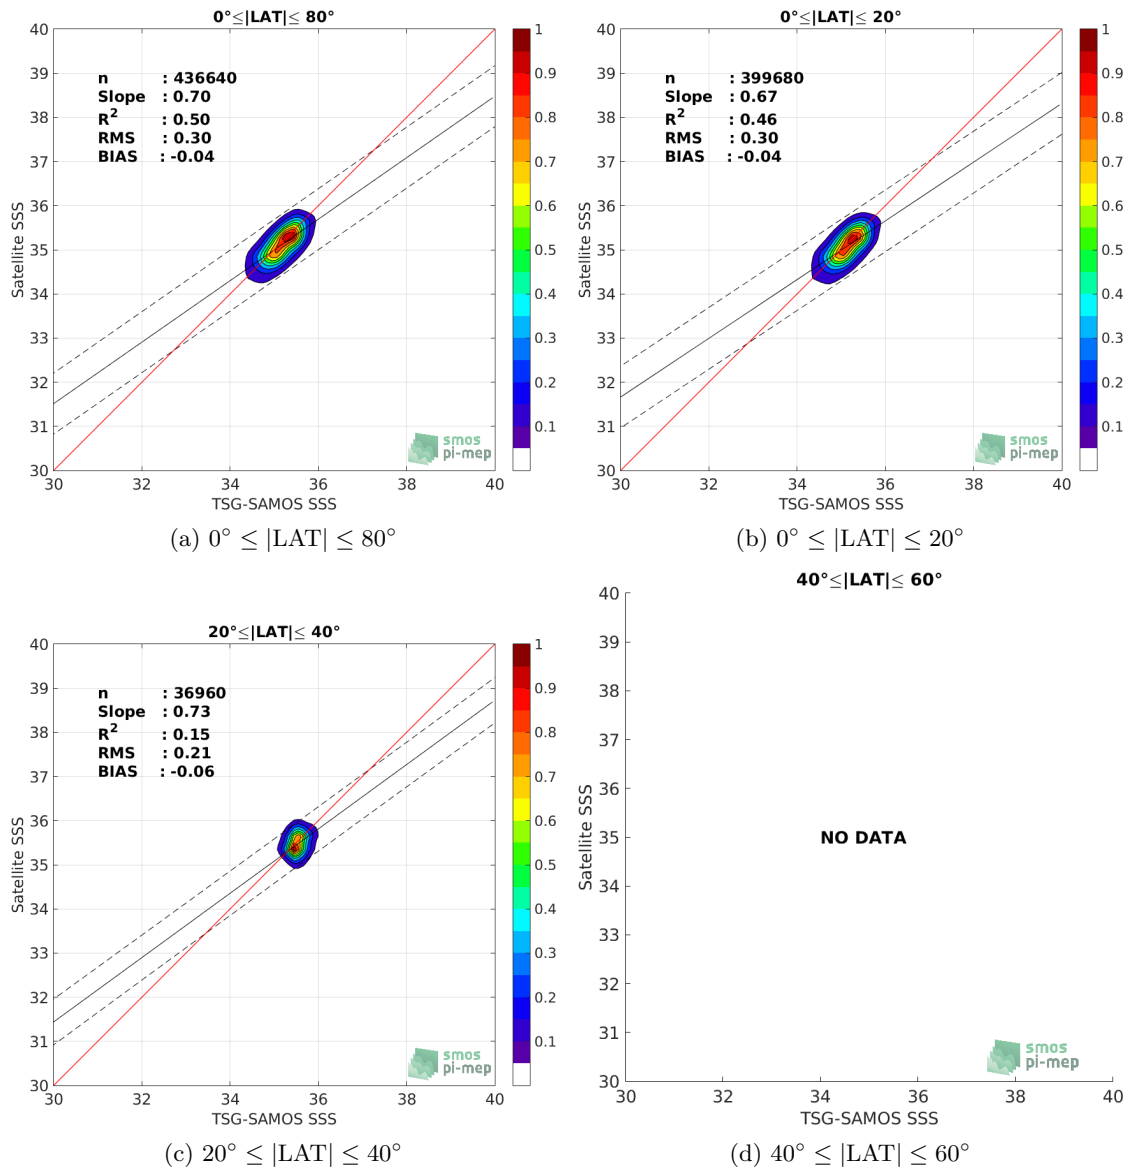 0°≤|LAT|≤ 80°
40
39
38
37
36
35
34
33
32
31
30
Satellite SSS
n : 436640
Slope : 0.70
R² : 0.50
RMS : 0.30
BIAS : -0.04
1
0.9
0.8
0.7
0.6
0.5
0.4
0.3
0.2
0.1
smos
pi-mep
30 32 34 36 38 40
TSG-SAMOS SSS
(a) 0° ≤ |LAT| ≤ 80°
0°≤|LAT|≤ 20°
40
39
38
37
36
35
34
33
32
31
30
Satellite SSS
n : 399680
Slope : 0.67
R² : 0.46
RMS : 0.30
BIAS : -0.04
1
0.9
0.8
0.7
0.6
0.5
0.4
0.3
0.2
0.1
smos
pi-mep
30 32 34 36 38 40
TSG-SAMOS SSS
(b) 0° ≤ |LAT| ≤ 20°
20°≤|LAT|≤ 40°
40
39
38
37
36
35
34
33
32
31
30
Satellite SSS
n : 36960
Slope : 0.73
R² : 0.15
RMS : 0.21
BIAS : -0.06
1
0.9
0.8
0.7
0.6
0.5
0.4
0.3
0.2
0.1
smos
pi-mep
30 32 34 36 38 40
TSG-SAMOS SSS
(c) 20° ≤ |LAT| ≤ 40°
40°≤|LAT|≤ 60°
40
39
38
37
36
35
34
33
32
31
30
Satellite SSS
NO DATA
smos
pi-mep
30 32 34 36 38 40
TSG-SAMOS SSS
(d) 40° ≤ |LAT| ≤ 60°